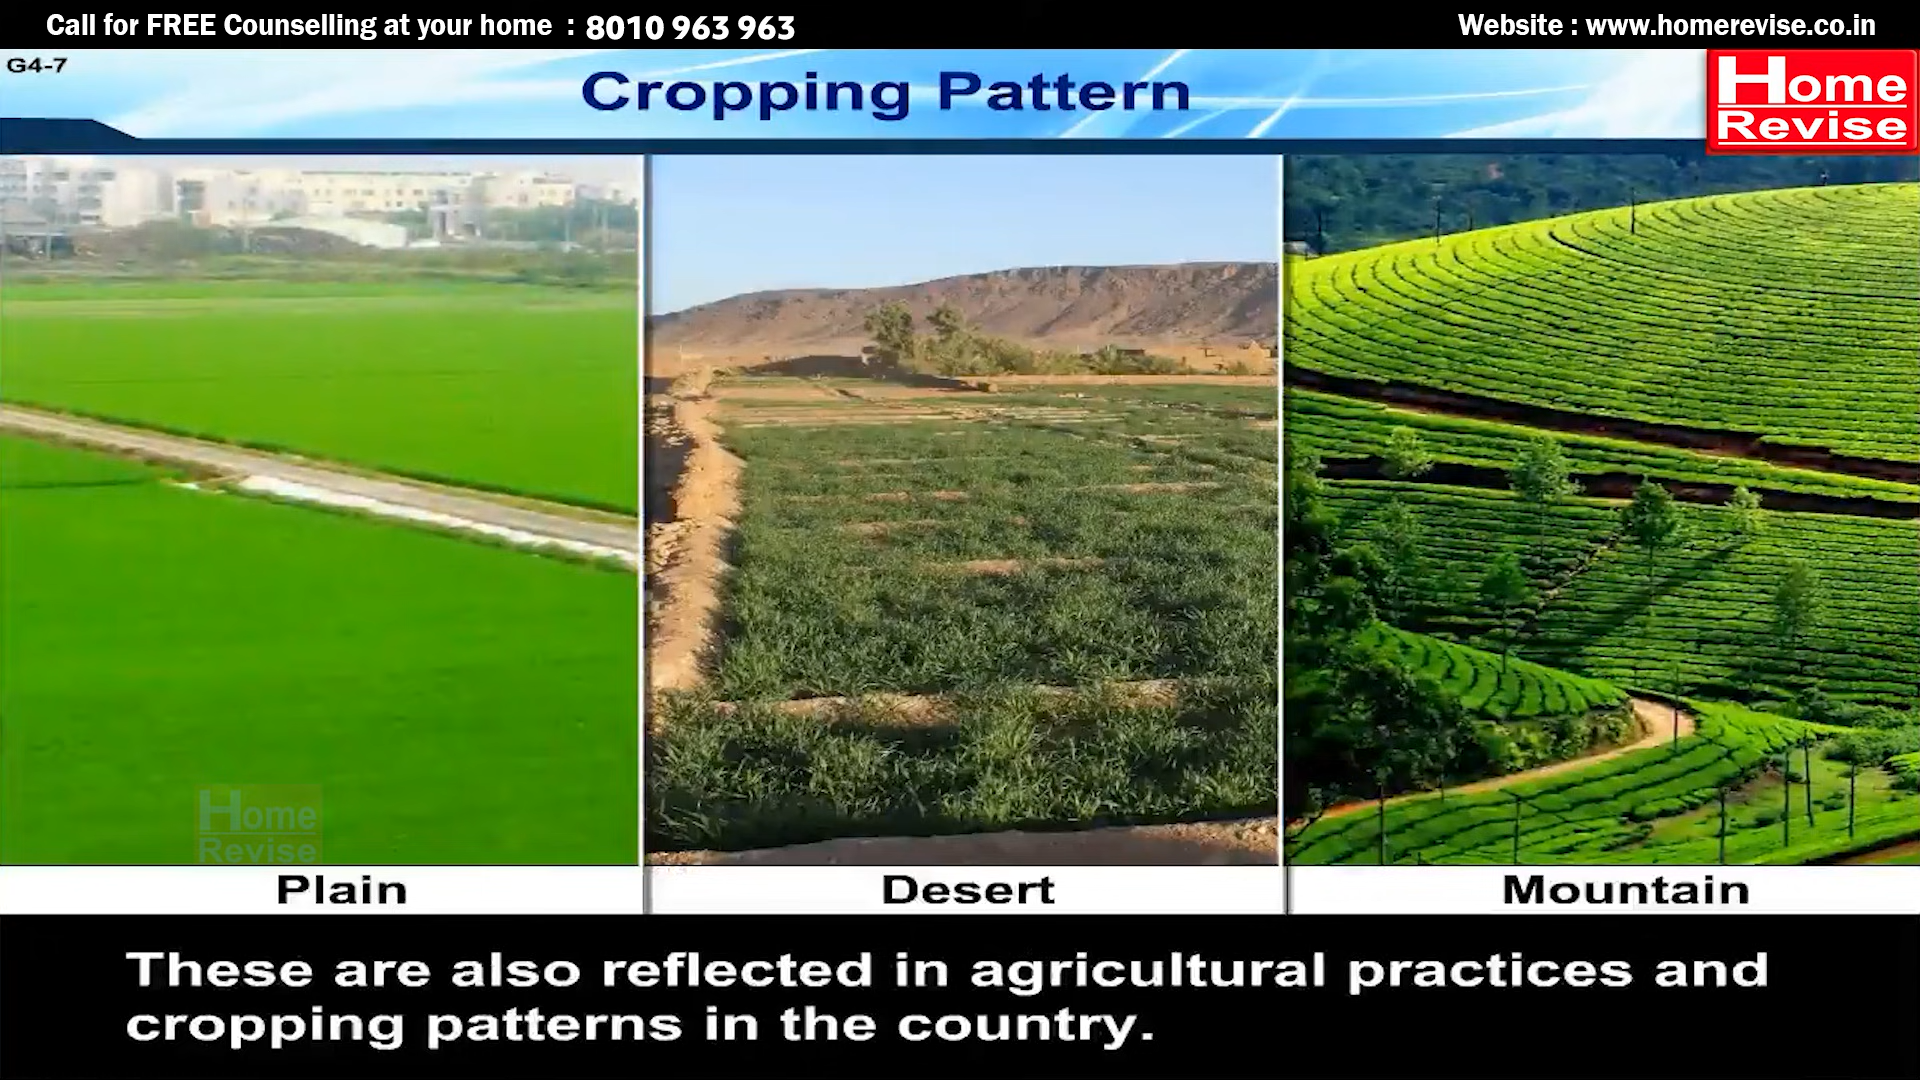 Call for FREE Counselling at your home : 8010 963 963
Website : www.homerevise.co.in
G4-7
Cropping Pattern
Home
Revise
Home
Revise
Plain
Desert
Mountain
These are also reflected in agricultural practices and
cropping patterns in the country.